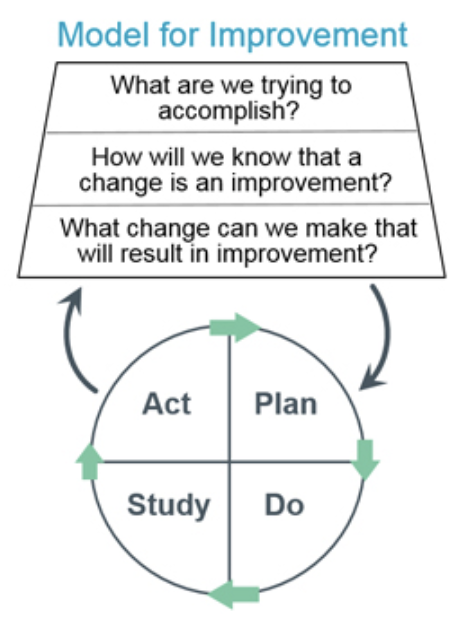 Model for Improvement
What are we trying to
accomplish?
How will we know that a
change is an improvement?
What change can we make that
will result in improvement?
Act
Plan
Study
Do